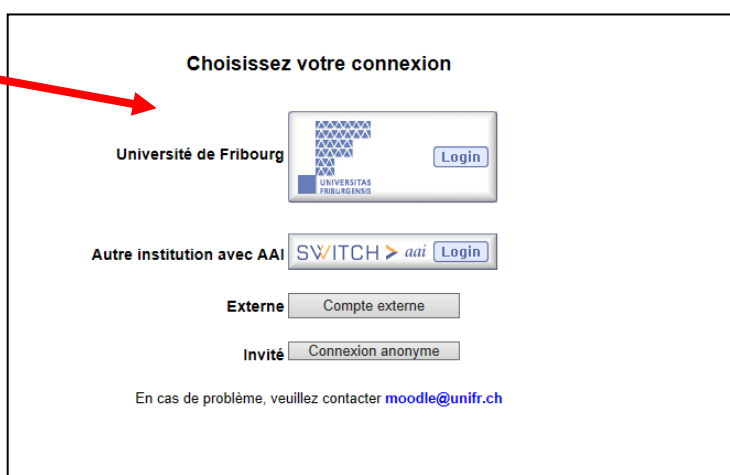 Choisissez votre connexion
Université de Fribourg
UNIVERSITAS
FRIBURGENSIS
Login
Autre institution avec AAI SWITCH > aai Login
Externe Compte externe
Invité Connexion anonyme
En cas de problème, veuillez contacter moodle@unifr.ch